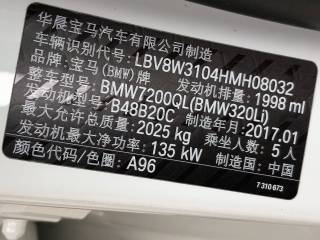 华晨宝马汽车有限公司制造
车辆识别代号: LBV8W3104HMH08032
品牌: 宝马(BMW)牌 发动机排量: 1998 ml
整车型号: BMW7200QL(BMW320Li)
发动机型号: B48B20C 制造年月: 2017.01
最大允许总质量: 2025 kg 乘坐人数: 5人
发动机最大净功率: 135 kW 制造国: 中国
颜色代码/色圈: A96
7 310 673